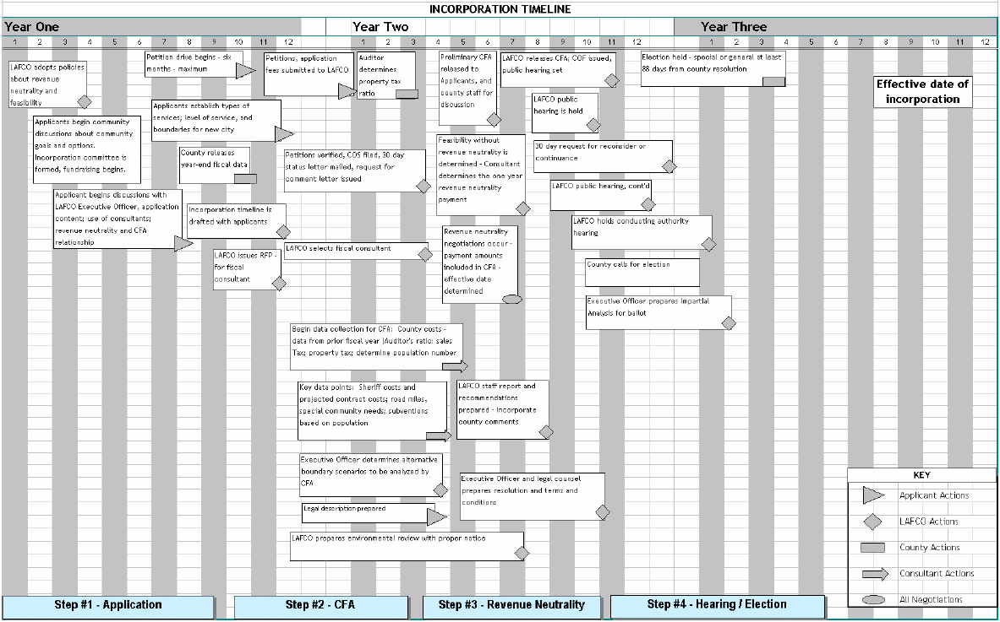 INCORPORATION TIMELINE
Year One
Year Two
Year Three
1 2 3 4 5 6 7 8 9 10 11 12 1 2 3 4 5 6 7 8 9 10 11 12 1 2 3 4 5 6 7 8 9 10 11 12
LAFCO adopts policies
about revenue
neutrality and
feasibility
Petition drive begins - six
months - maximum
Petitions, application
fees submitted to LAFCO
Auditor
determines
property tax
ratio
Preliminary CFA
released to
Applicants, and
county staff for
discussion
LAFCO releases CFA; COF issued,
public hearing set
Election held - special or general at least
88 days from county resolution
Effective date of
incorporation
Applicants begin community
discussions about community
goals and options.
Incorporation committee is
formed, fundraising begins.
Applicants establish types of
services; level of service, and
boundaries for new city
LAFCO public
hearing is held
County releases
year-end fiscal data
Petitions verified, COS filed, 30 day
status letter mailed, request for
comment letter issued
Feasibility without
revenue neutrality is
determined - Consultant
determines the one year
revenue neutrality
payment
30 day request for reconsider or
continuance
LAFCO public hearing, cont'd
Applicant begins discussions with
LAFCO Executive Officer, application
content; use of consultants;
revenue neutrality and CFA
relationship
Incorporation timeline is
drafted with applicants
LAFCO holds conducting authority
hearing
LAFCO issues RFP -
for fiscal
consultant
LAFCO selects fiscal consultant
Revenue neutrality
negotiations occur -
payment amounts
included in CFA -
effective date
determined
County calls for election
Executive Officer prepares Impartial
Analysis for ballot
Begin data collection for CFA: County costs -
data from prior fiscal year (Auditor's ratio: sales
Tax; property tax; determine population number
Key data points: Sheriff costs and
projected contract costs; road miles,
special community needs; subventions
based on population
LAFCO staff report and
recommendations
prepared - incorporate
county comments
Executive Officer determines alternative
boundary scenarios to be analyzed by
CFA
Executive Officer and legal counsel
prepares resolution and terms and
conditions
Legal description prepared
LAFCO prepares environmental review with proper notice
KEY
Applicant Actions
LAFCO Actions
County Actions
Consultant Actions
All Negotiations
Step #1 - Application
Step #2 - CFA
Step #3 - Revenue Neutrality
Step #4 - Hearing / Election